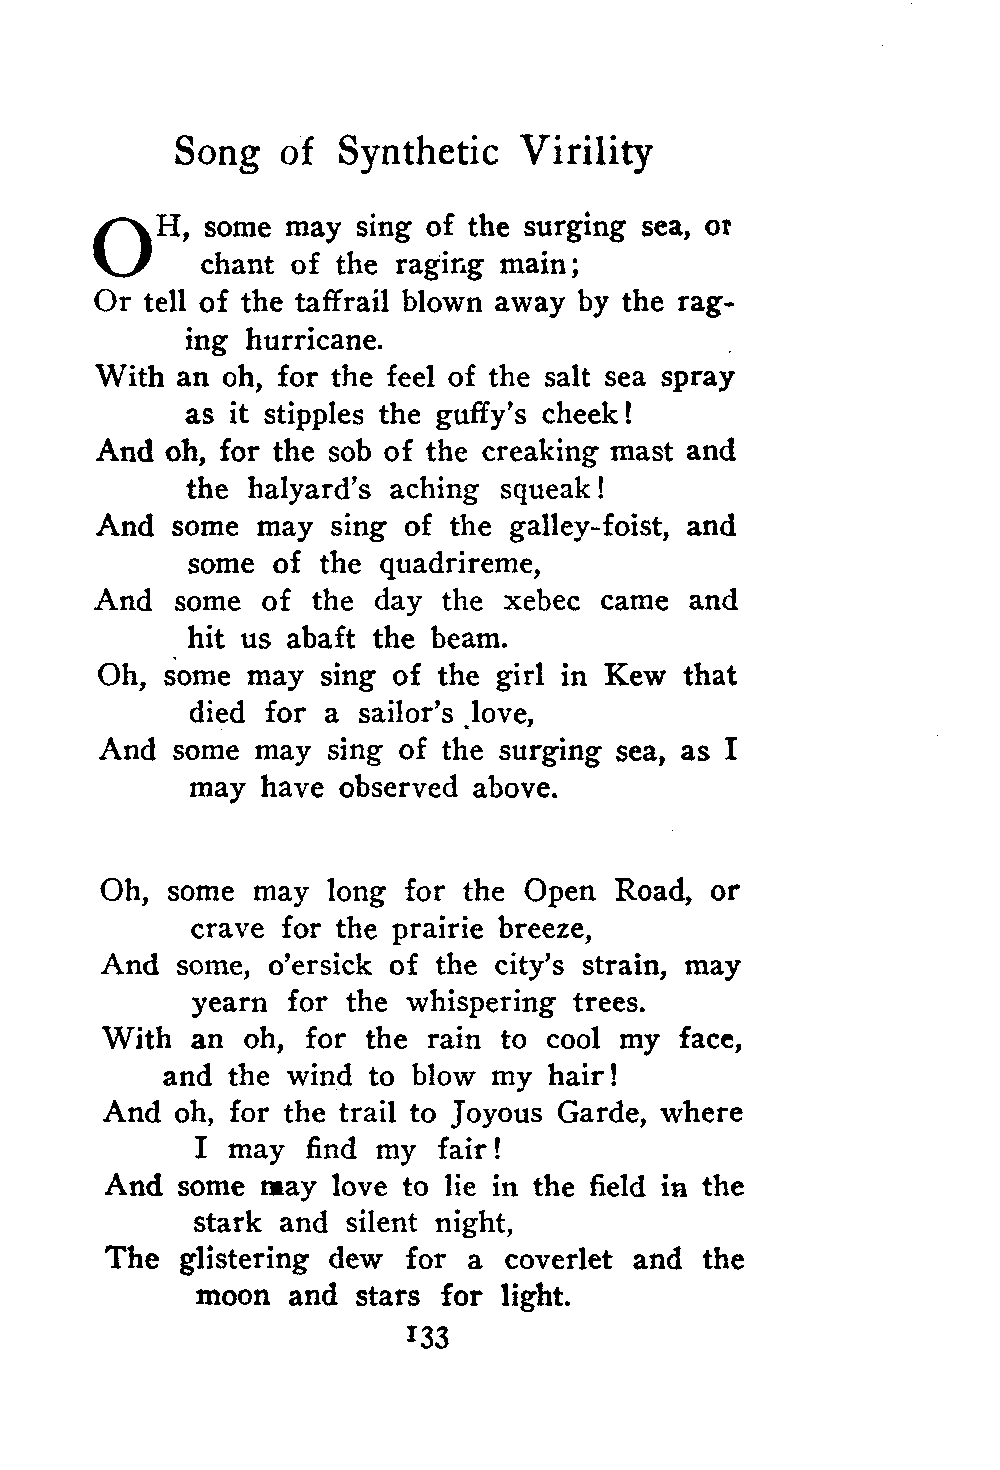 Song of Synthetic Virility
OH, some may sing of the surging sea, or
chant of the raging main;
Or tell of the taffrail blown away by the rag-
ing hurricane.
With an oh, for the feel of the salt sea spray
as it stipples the guffy's cheek!
And oh, for the sob of the creaking mast and
the halyard's aching squeak!
And some may sing of the galley-foist, and
some of the quadrireme,
And some of the day the xebec came and
hit us abaft the beam.
Oh, some may sing of the girl in Kew that
died for a sailor's love,
And some may sing of the surging sea, as I
may have observed above.
Oh, some may long for the Open Road, or
crave for the prairie breeze,
And some, o'ersick of the city's strain, may
yearn for the whispering trees.
With an oh, for the rain to cool my face,
and the wind to blow my hair!
And oh, for the trail to Joyous Garde, where
I may find my fair!
And some may love to lie in the field in the
stark and silent night,
The glistering dew for a coverlet and the
moon and stars for light.
133